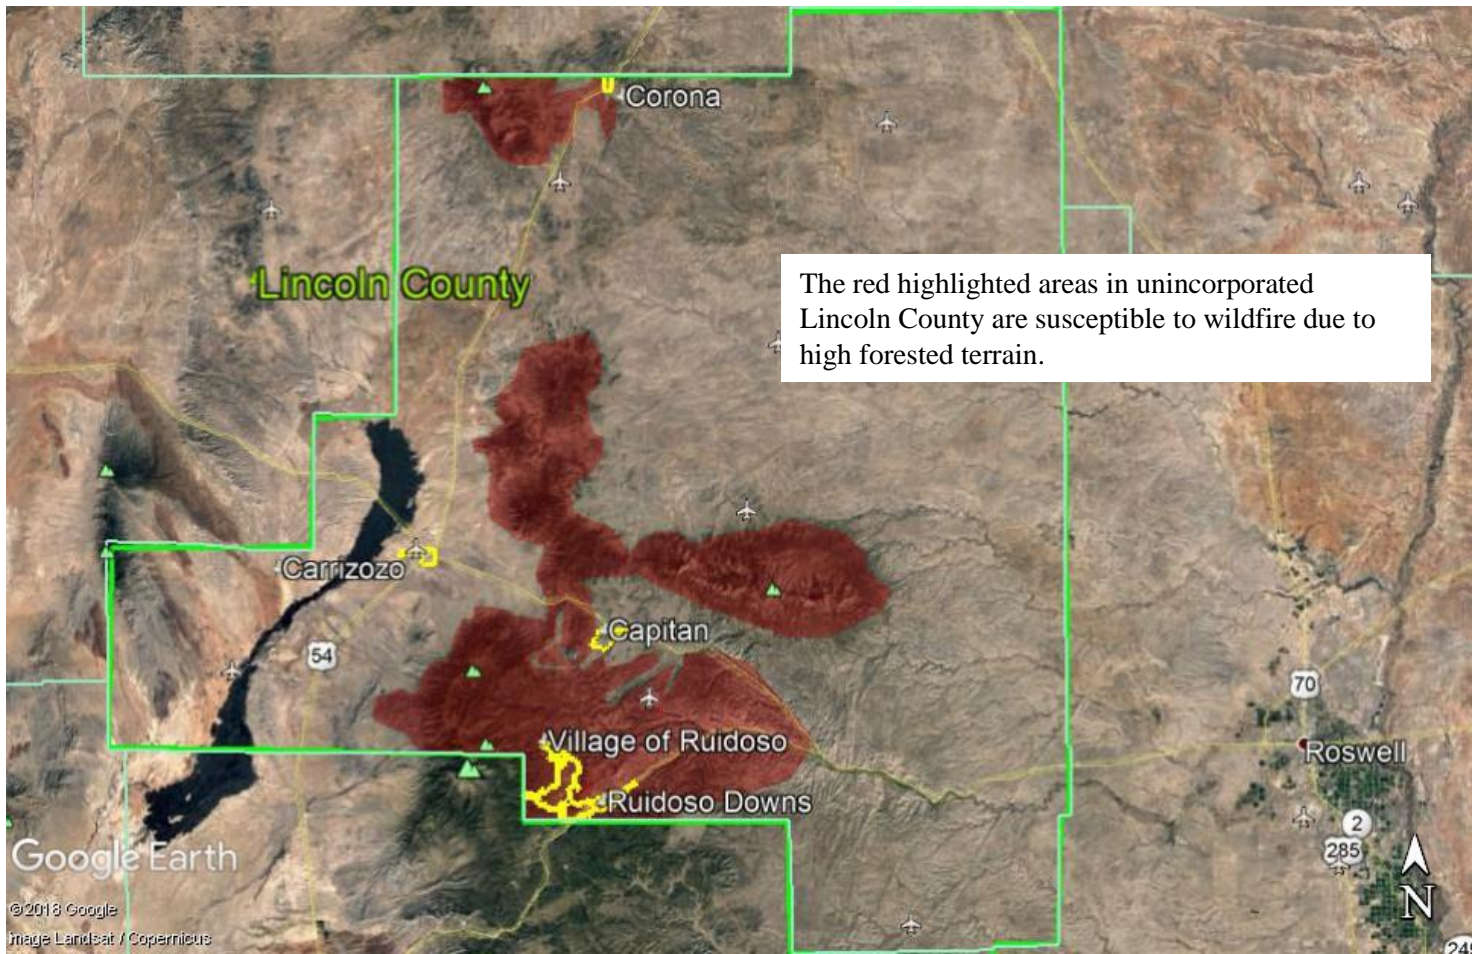 Corona
Lincoln County
The red highlighted areas in unincorporated
Lincoln County are susceptible to wildfire due to
high forested terrain.
Carrizozo
Capitan
54
70
Village of Ruidoso
Roswell
Ruidoso Downs
2
285
Google Earth
N
© 2018 Google
Image Landsat / Copernicus